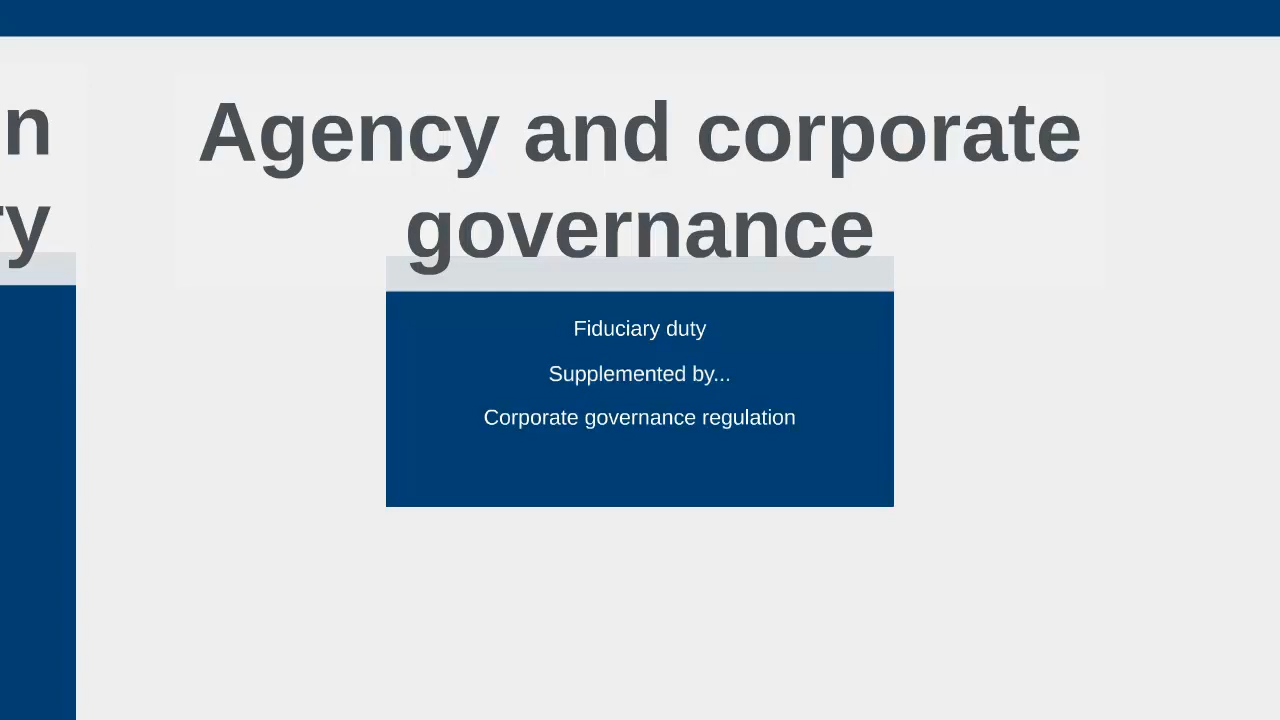 Agency and corporate
governance
Fiduciary duty
Supplemented by...
Corporate governance regulation